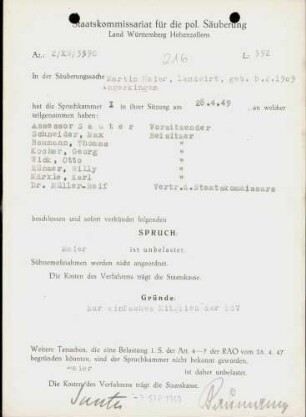 Staatskommissariat für die pol. Säuberung
Land Württemberg Hohenzollern
Az.: 2/KN/3390
216
L: 392
In der Säuberungssache Martin Maier, Landwirt, geb. 6.2.1909
hat die Spruchkammer I in ihrer Sitzung am 28.4.49 an welcher
teilgenommen haben:
Assessor Sauter Vorsitzender
Schneider, Max Beisitzer
Baumann, Thomas "
Kocher, Georg "
Wick, Otto "
Willy "
Märkle, Karl "
Dr. Müller-Reif Vertr.d.Staatskommissars
beschlossen und sofort verkündet folgenden
SPRUCH:
Maier ist unbelastet.
Sühnemaßnahmen werden nicht angeordnet.
Die Kosten des Verfahrens trägt die Staatskasse.
Gründe:
Nur einfaches Mitglied der NSV
Weitere Tatsachen, die eine Belastung i. S. der Art. 4—7 der RAO vom 26. 4. 47
begründen könnten, sind der Spruchkammer nicht bekannt geworden.
Maier ist daher unbelastet.
Die Kosten des Verfahrens trägt die Staatskasse.
Sauter
Baumann